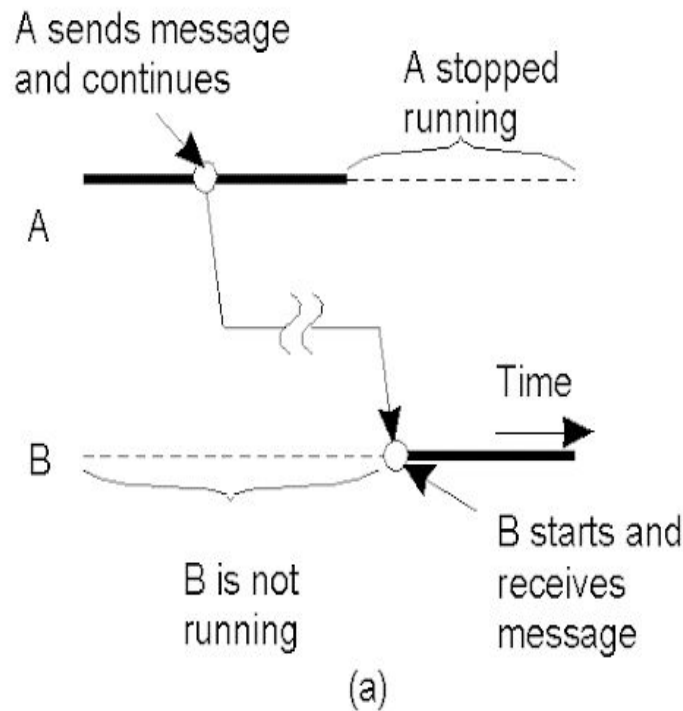 A sends message
and continues
A stopped
running
A
Time
B
B starts and
receives
message
B is not
running
(a)